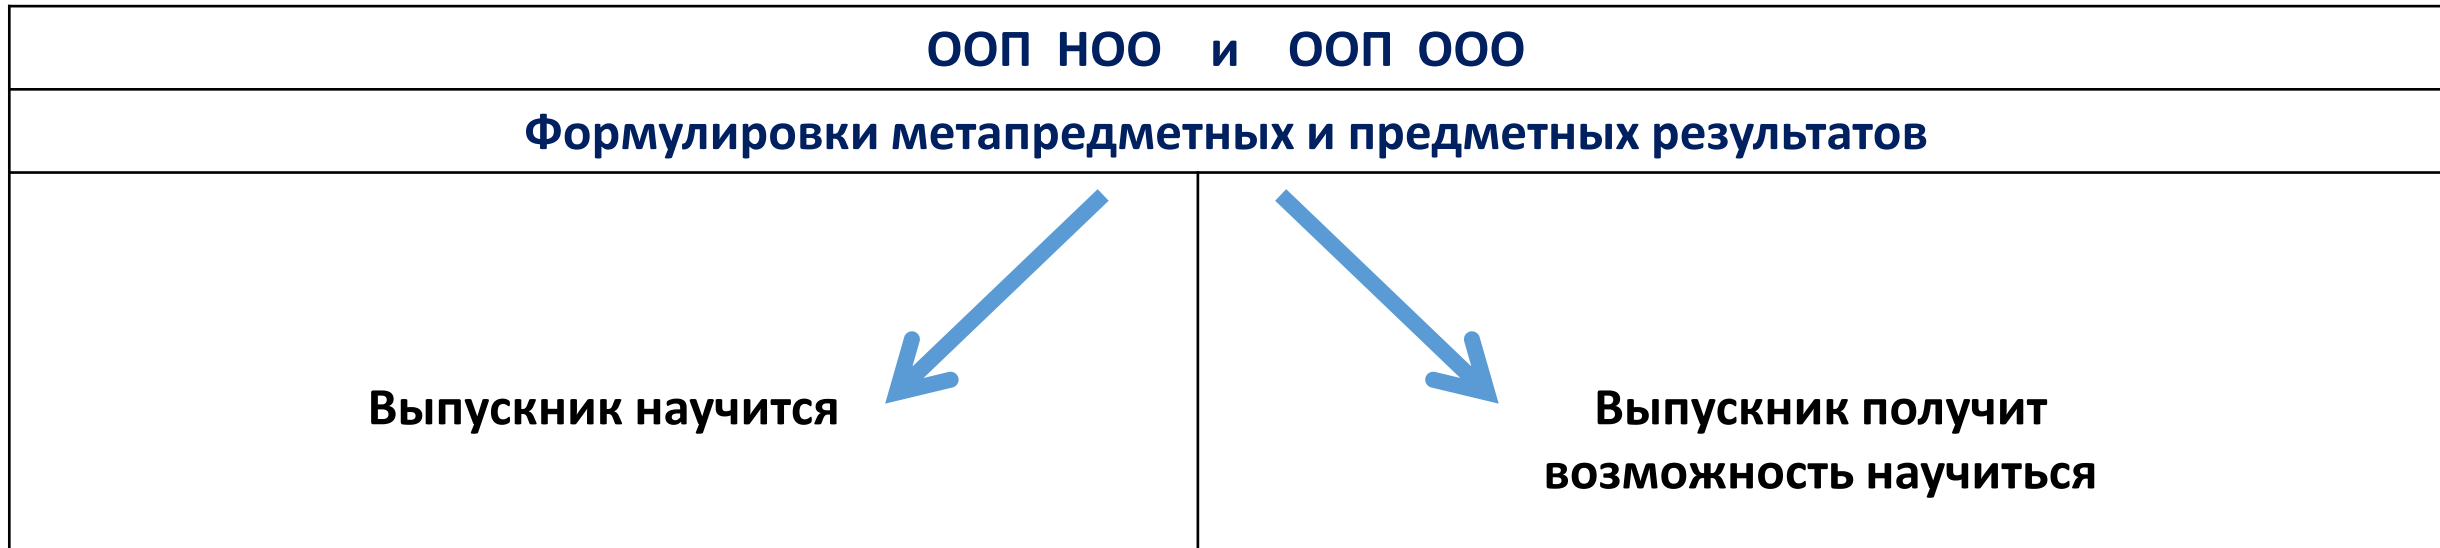 ООП НОО и ООП ООО
Формулировки метапредметных и предметных результатов
Выпускник научится
Выпускник получит
возможность научиться